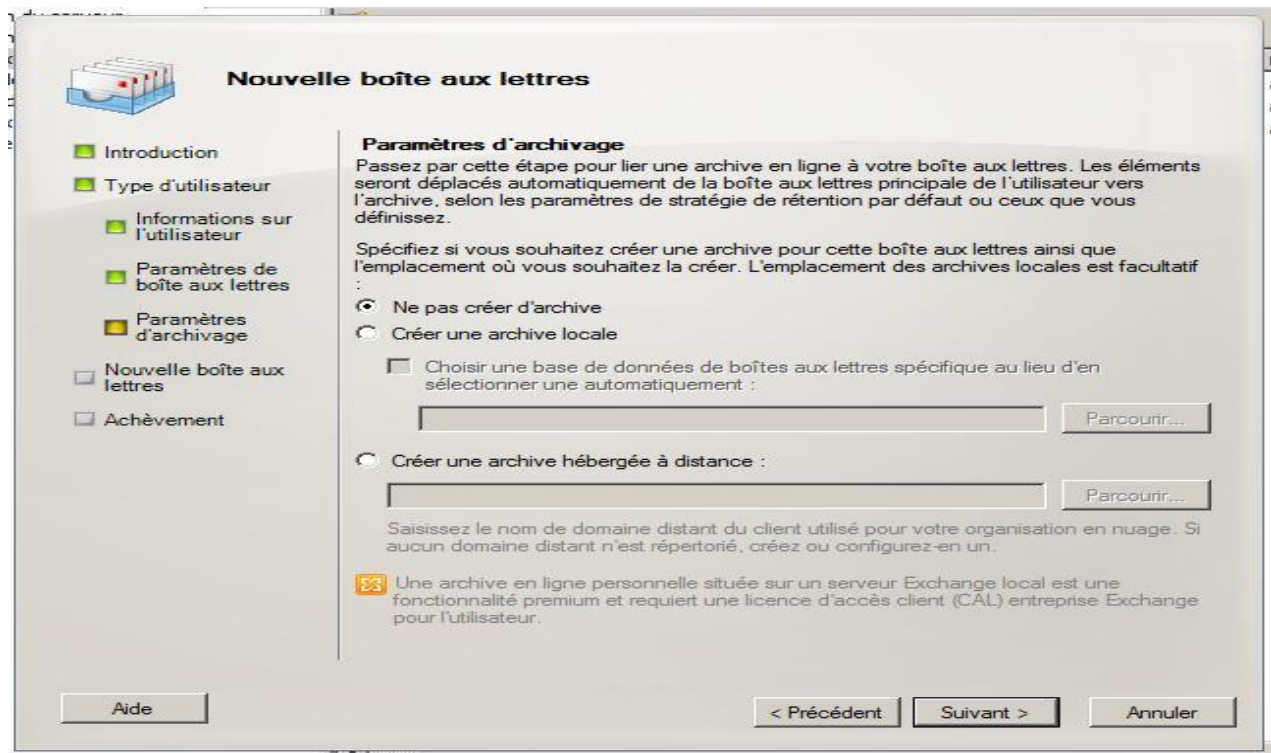 Nouvelle boîte aux lettres
Introduction
Type d'utilisateur
Informations sur
l'utilisateur
Paramètres de
boîte aux lettres
Paramètres
d'archivage
Nouvelle boîte aux
lettres
Achèvement
Paramètres d'archivage
Passez par cette étape pour lier une archive en ligne à votre boîte aux lettres. Les éléments
seront déplacés automatiquement de la boîte aux lettres principale de l'utilisateur vers
l'archive, selon les paramètres de stratégie de rétention par défaut ou ceux que vous
définissez.
Spécifiez si vous souhaitez créer une archive pour cette boîte aux lettres ainsi que
l'emplacement où vous souhaitez la créer. L'emplacement des archives locales est facultatif
:
Ne pas créer d'archive
Créer une archive locale
Choisir une base de données de boîtes aux lettres spécifique au lieu d'en
sélectionner une automatiquement :
Parcourir...
Créer une archive hébergée à distance :
Parcourir...
Saisissez le nom de domaine distant du client utilisé pour votre organisation en nuage. Si
aucun domaine distant n'est répertorié, créez ou configurez-en un.
Une archive en ligne personnelle située sur un serveur Exchange local est une
fonctionnalité premium et requiert une licence d'accès client (CAL) entreprise Exchange
pour l'utilisateur.
Aide
< Précédent
Suivant >
Annuler